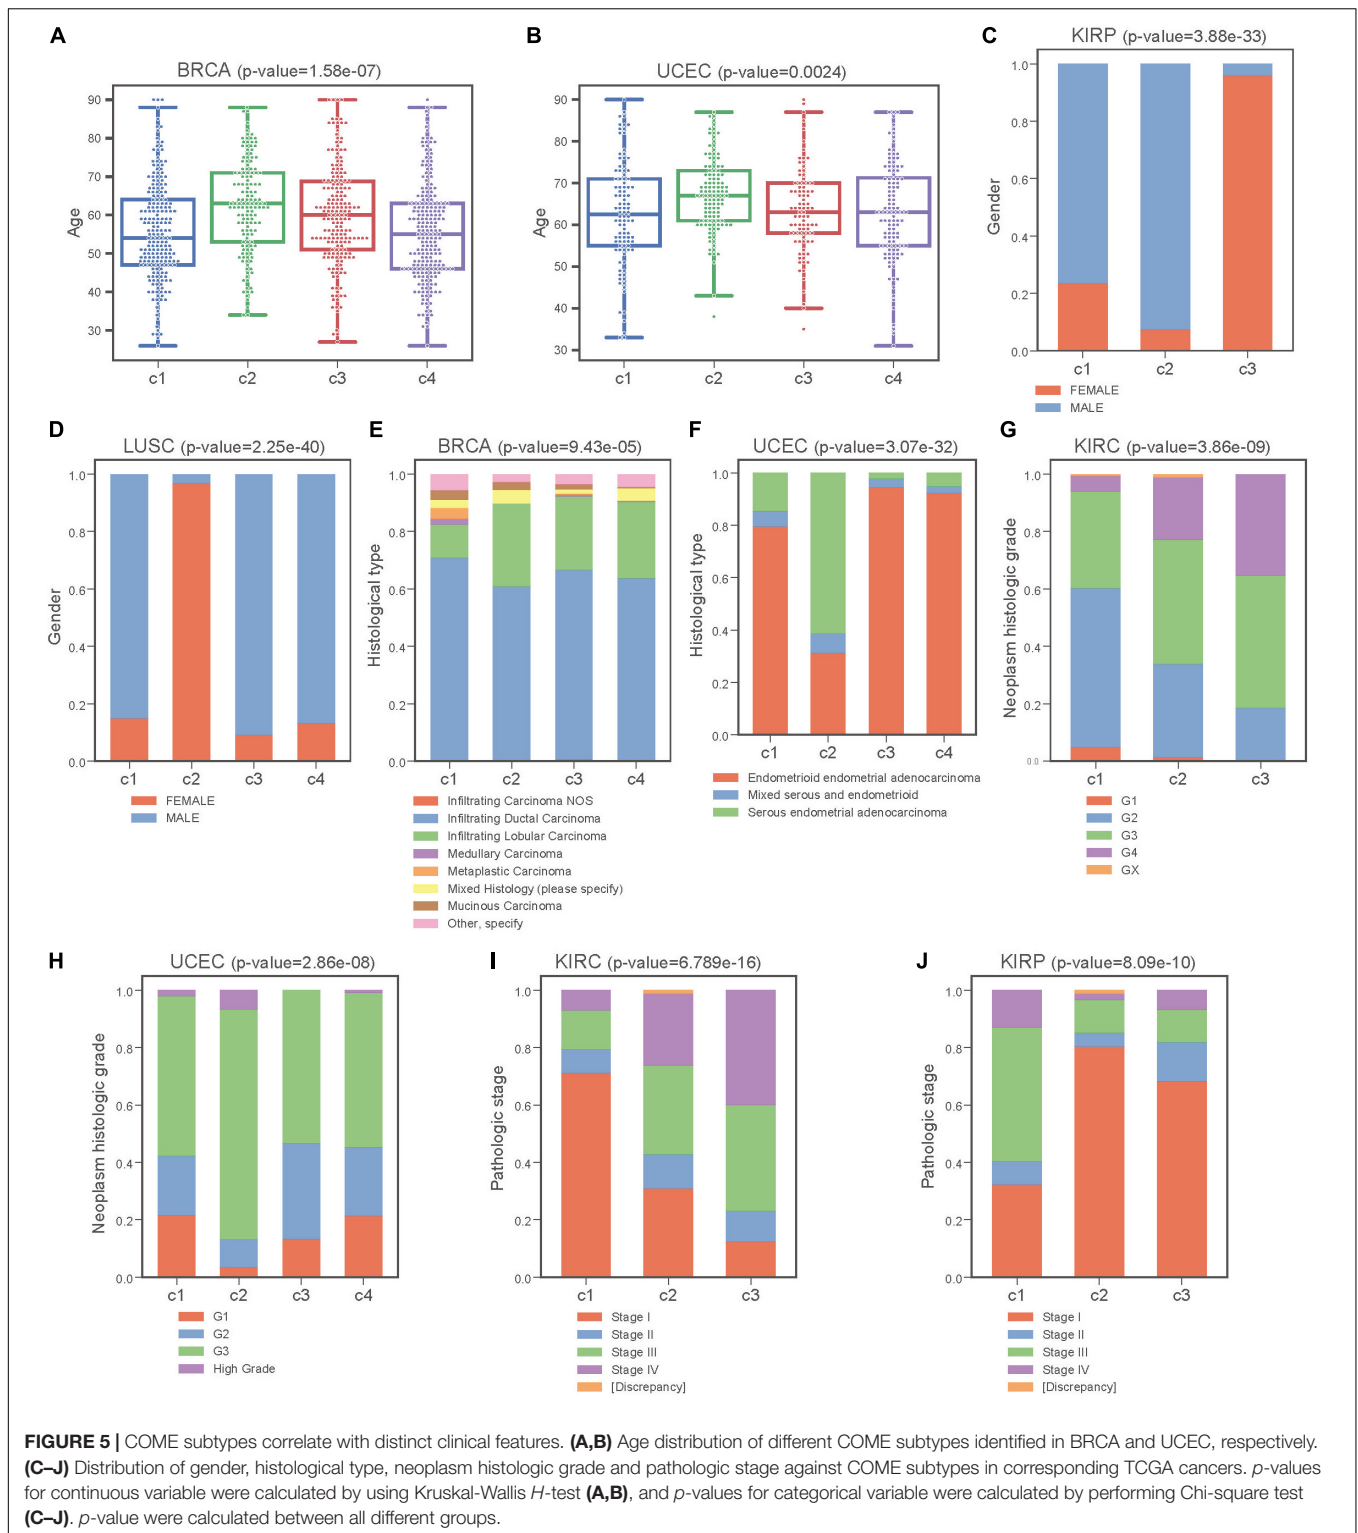 A
BRCA (p-value=1.58e-07)
Age
90
80
70
60
50
40
30
c1 c2 c3 c4
B
UCEC (p-value=0.0024)
Age
90
80
70
60
50
40
30
c1 c2 c3 c4
C
KIRP (p-value=3.88e-33)
Gender
1.0
0.8
0.6
0.4
0.2
0.0
c1 c2 c3
FEMALE
MALE
D
LUSC (p-value=2.25e-40)
Gender
1.0
0.8
0.6
0.4
0.2
0.0
c1 c2 c3 c4
FEMALE
MALE
E
BRCA (p-value=9.43e-05)
Histological type
1.0
0.8
0.6
0.4
0.2
0.0
c1 c2 c3 c4
Infiltrating Carcinoma NOS
Infiltrating Ductal Carcinoma
Infiltrating Lobular Carcinoma
Medullary Carcinoma
Metaplastic Carcinoma
Mixed Histology (please specify)
Mucinous Carcinoma
Other, specify
F
UCEC (p-value=3.07e-32)
Histological type
1.0
0.8
0.6
0.4
0.2
0.0
c1 c2 c3 c4
Endometrioid endometrial adenocarcinoma
Mixed serous and endometrioid
Serous endometrial adenocarcinoma
G
KIRC (p-value=3.86e-09)
Neoplasm histologic grade
1.0
0.8
0.6
0.4
0.2
0.0
c1 c2 c3
G1
G2
G3
G4
GX
H
UCEC (p-value=2.86e-08)
Neoplasm histologic grade
1.0
0.8
0.6
0.4
0.2
0.0
c1 c2 c3 c4
G1
G2
G3
High Grade
I
KIRC (p-value=6.789e-16)
Pathologic stage
1.0
0.8
0.6
0.4
0.2
0.0
c1 c2 c3
Stage I
Stage II
Stage III
Stage IV
[Discrepancy]
J
KIRP (p-value=8.09e-10)
Pathologic stage
1.0
0.8
0.6
0.4
0.2
0.0
c1 c2 c3
Stage I
Stage II
Stage III
Stage IV
[Discrepancy]
FIGURE 5 | COME subtypes correlate with distinct clinical features. (A,B) Age distribution of different COME subtypes identified in BRCA and UCEC, respectively.
(C–J) Distribution of gender, histological type, neoplasm histologic grade and pathologic stage against COME subtypes in corresponding TCGA cancers. p-values
for continuous variable were calculated by using Kruskal-Wallis H-test (A,B), and p-values for categorical variable were calculated by performing Chi-square test
(C–J). p-value were calculated between all different groups.